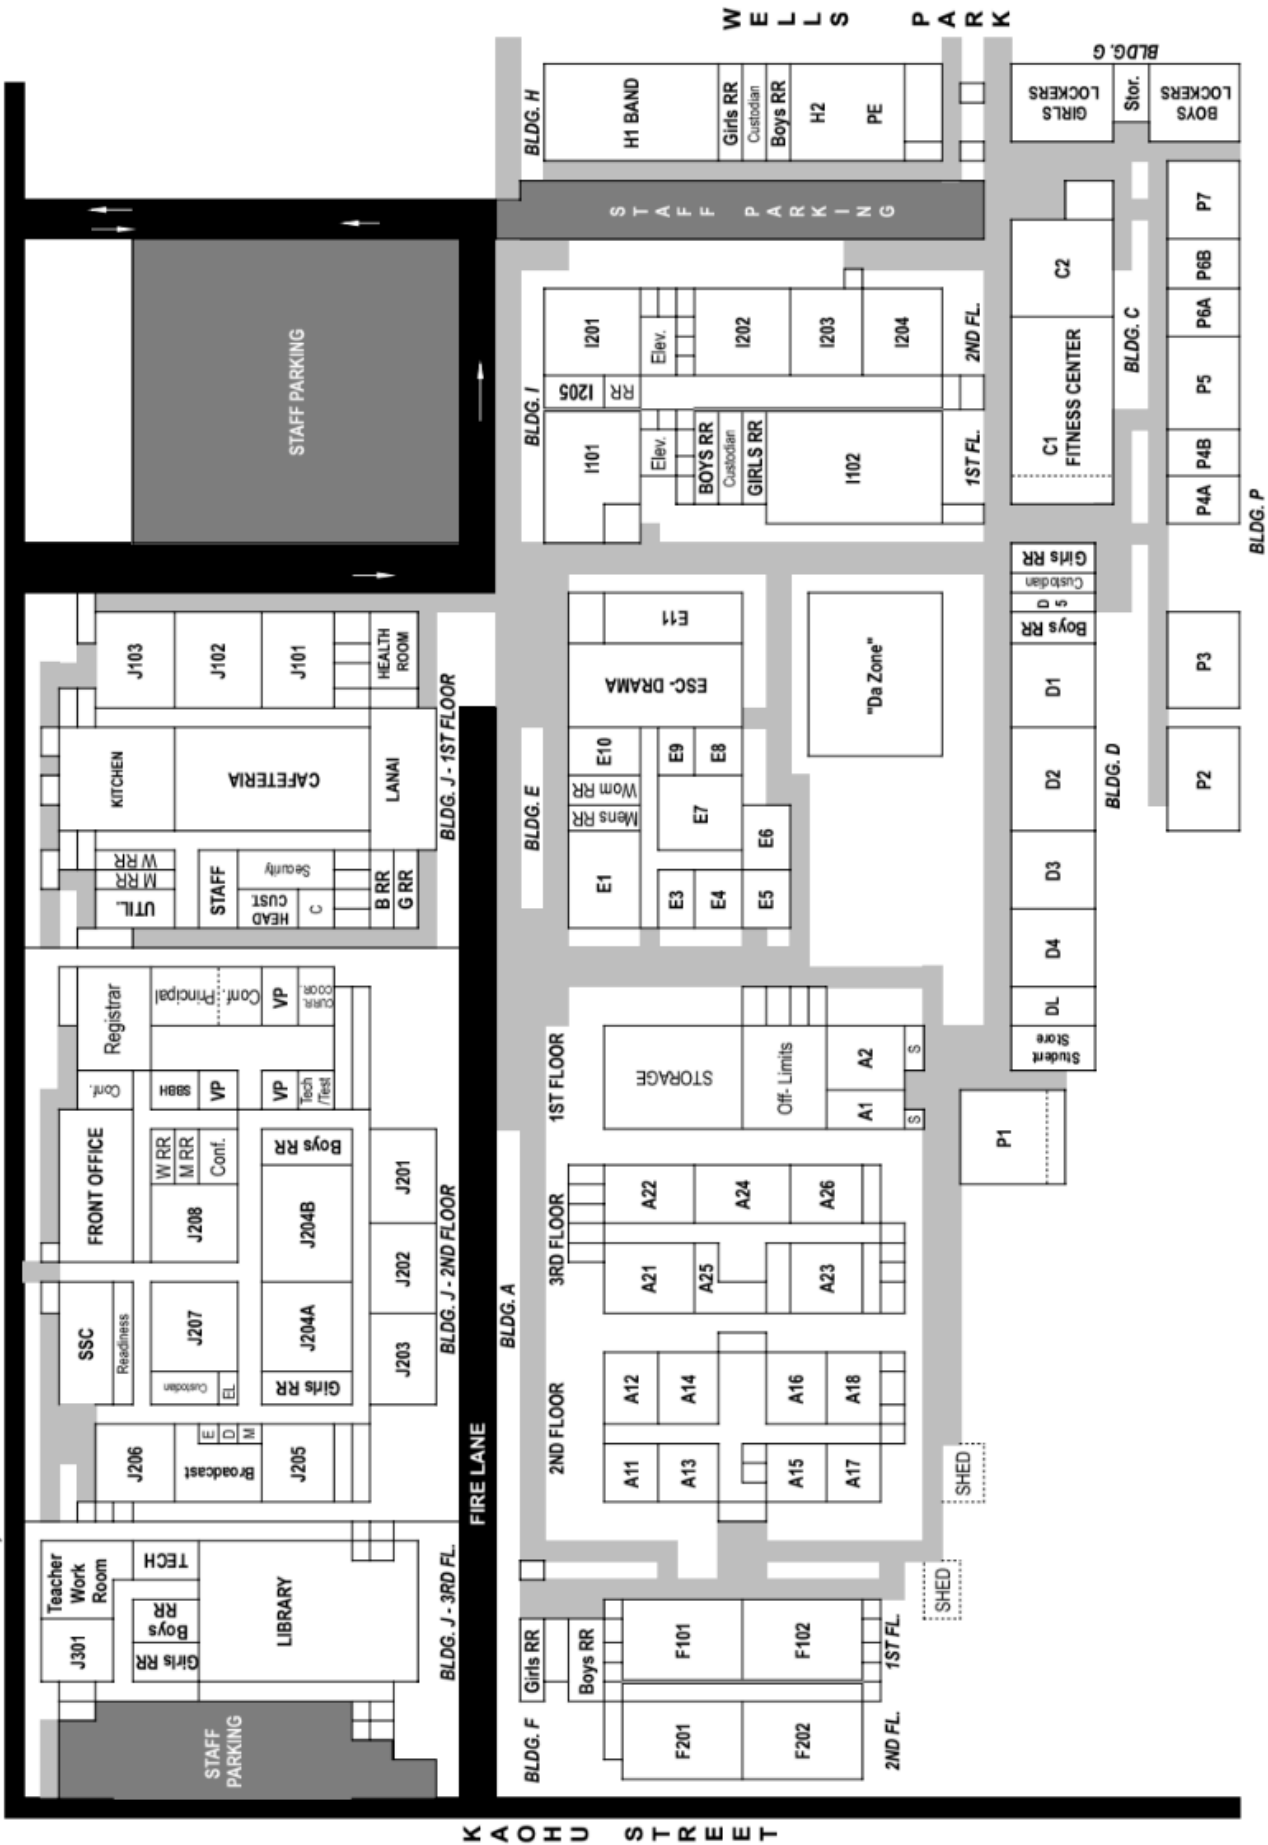 WELLS PARK
BLDG. G
BLDG. H
H1 BAND
Girls RR
Custodian
Boys RR
H2
PE
GIRLS
LOCKERS
Stor.
BOYS
LOCKERS
STAFF PARKING
STAFF PARKING
BLDG. I
I201
Elev.
I202
I203
I204
2ND FL.
I205
RR
I101
Elev.
BOYS RR
Custodian
GIRLS RR
I102
1ST FL.
C2
C1
FITNESS CENTER
BLDG. C
P7
P6B
P6A
P5
P4B
P4A
BLDG. P
P3
P2
J103
J102
J101
HEALTH
ROOM
KITCHEN
CAFETERIA
LANAI
BLDG. J - 1ST FLOOR
W RR
M RR
UTIL.
STAFF
Security
HEAD
CUST.
C
B RR
G RR
BLDG. E
E11
ESC- DRAMA
E10
Wom RR
Mens RR
E9
E8
E7
E6
E1
E3
E4
E5
"Da Zone"
Girls RR
Custodian
D 5
Boys RR
D1
D2
D3
D4
DL
Student
Store
BLDG. D
Registrar
Principal
Conf.
VP
CURR.
COOR.
Conf.
SBBH
VP
VP
Tech
/Test
FRONT OFFICE
W RR
M RR
Conf.
Boys RR
J201
J208
J204B
J202
SSC
Readiness
J207
J204A
J203
Custodian
EL
Girls RR
BLDG. J - 2ND FLOOR
J206
Broadcast
E
D
M
J205
FIRE LANE
BLDG. A
1ST FLOOR
STORAGE
Off- Limits
A2
A1
S
S
P1
3RD FLOOR
A22
A24
A26
A21
A25
A23
2ND FLOOR
A12
A14
A16
A18
A11
A13
A15
A17
SHED
SHED
Teacher
Work
Room
TECH
J301
Boys
RR
Girls RR
LIBRARY
BLDG. J - 3RD FL.
STAFF
PARKING
BLDG. F
Girls RR
Boys RR
F101
F102
1ST FL.
F201
F202
2ND FL.
KAOHU STREET